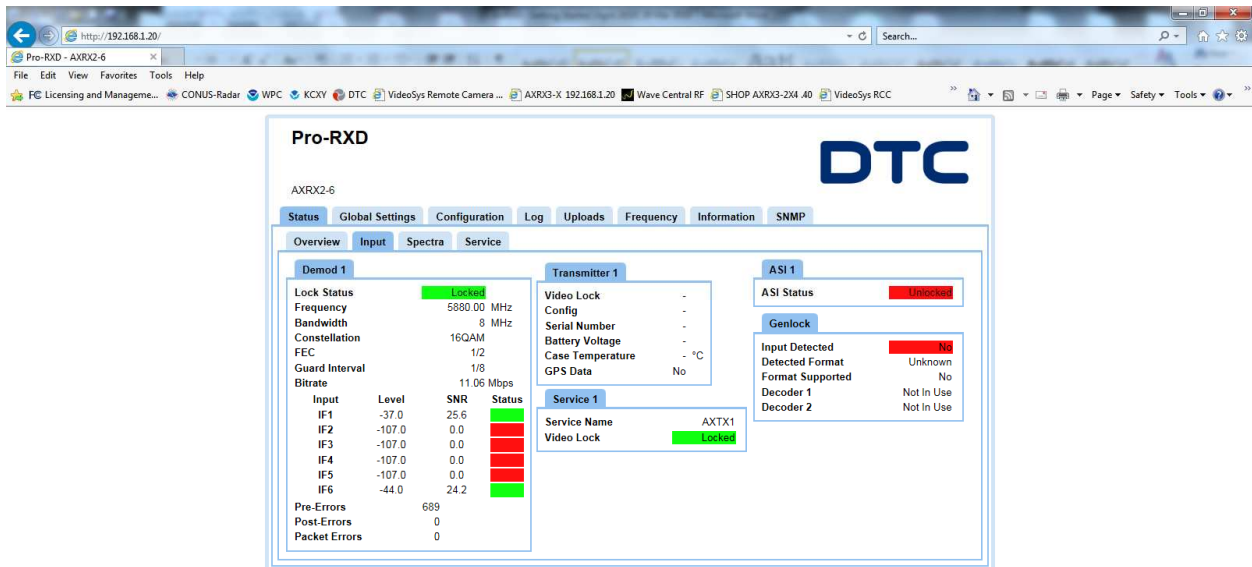 http://192.168.1.20/
Search...
Pro-RXD - AXRX2-6
File Edit View Favorites Tools Help
FC Licensing and Manageme... CONUS-Radar WPC KCXY DTC VideoSys Remote Camera ... AXRX3-X 192.168.1.20 Wave Central RF SHOP AXRX3-2X4 .40 VideoSys RCC Page Safety Tools
Pro-RXD
DTC
AXRX2-6
Status Global Settings Configuration Log Uploads Frequency Information SNMP
Overview Input Spectra Service
Demod 1
Lock Status Locked
Frequency 5880.00 MHz
Bandwidth 8 MHz
Constellation 16QAM
FEC 1/2
Guard Interval 1/8
Bitrate 11.06 Mbps
Input Level SNR Status
IF1 -37.0 25.6
IF2 -107.0 0.0
IF3 -107.0 0.0
IF4 -107.0 0.0
IF5 -107.0 0.0
IF6 -44.0 24.2
Pre-Errors 689
Post-Errors 0
Packet Errors 0
Transmitter 1
Video Lock -
Config -
Serial Number -
Battery Voltage -
Case Temperature - °C
GPS Data No
Service 1
Service Name AXTX1
Video Lock Locked
ASI 1
ASI Status Unlocked
Genlock
Input Detected No
Detected Format Unknown
Format Supported No
Decoder 1 Not In Use
Decoder 2 Not In Use